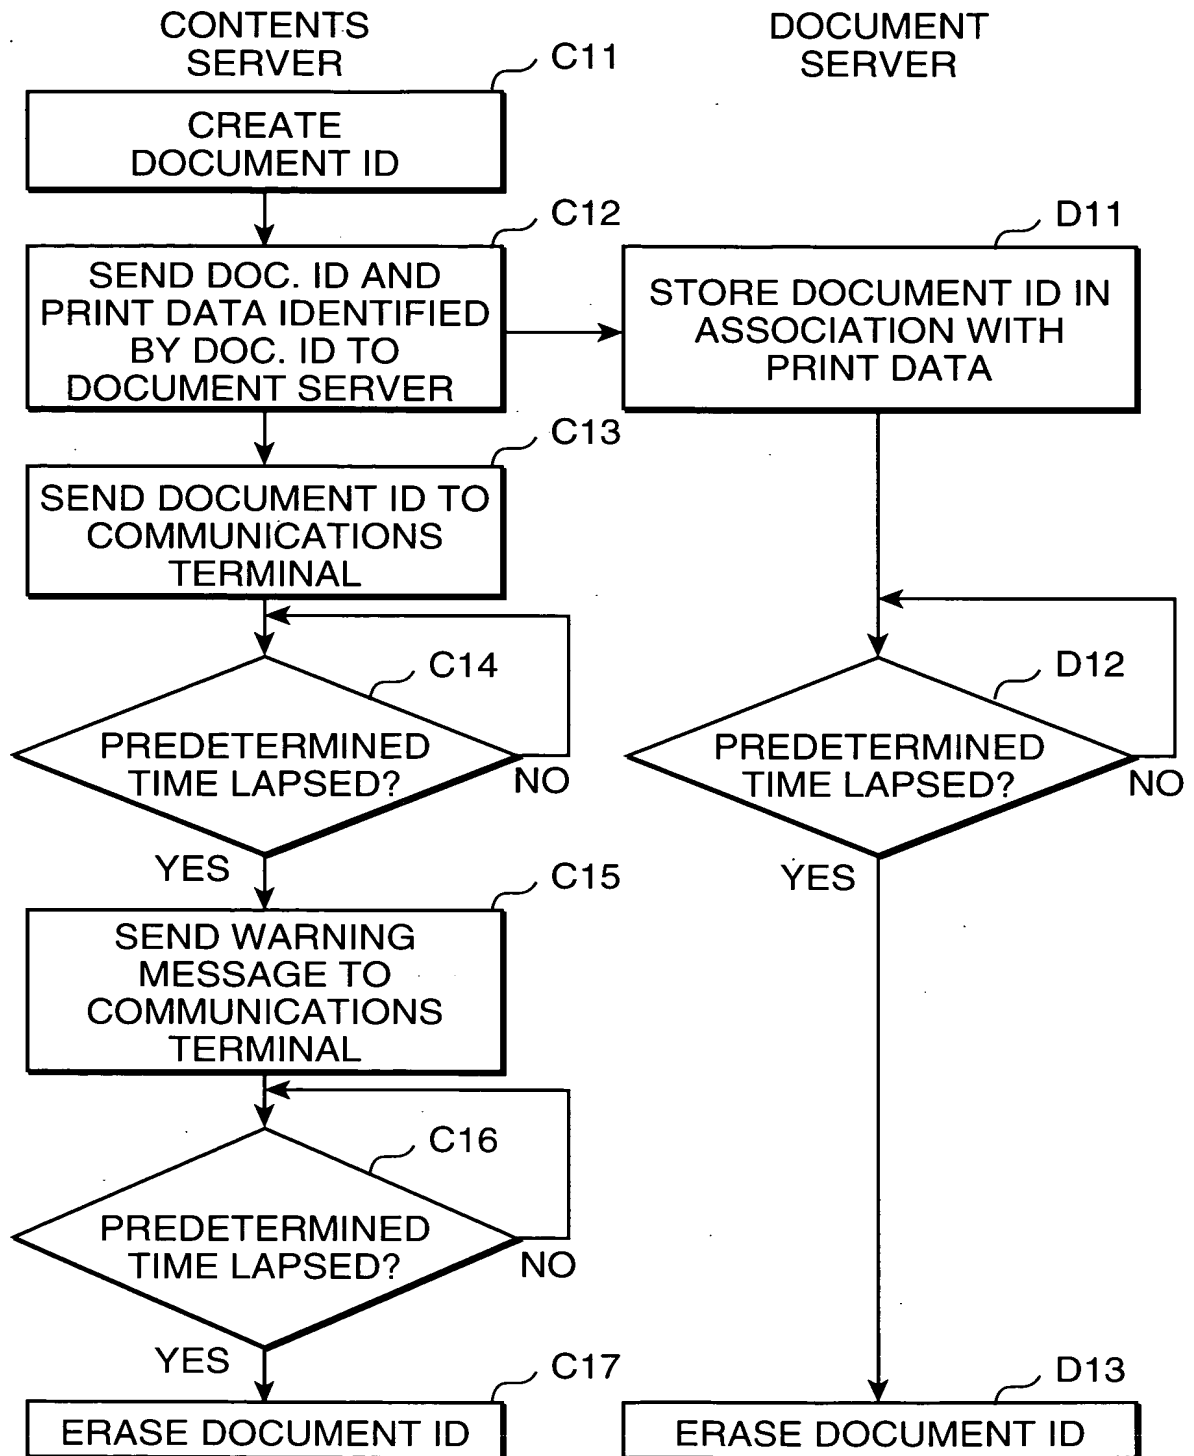 CONTENTS
SERVER
DOCUMENT
SERVER
C11
CREATE
DOCUMENT ID
C12
SEND DOC. ID AND
PRINT DATA IDENTIFIED
BY DOC. ID TO
DOCUMENT SERVER
D11
STORE DOCUMENT ID IN
ASSOCIATION WITH
PRINT DATA
C13
SEND DOCUMENT ID TO
COMMUNICATIONS
TERMINAL
C14
PREDETERMINED
TIME LAPSED?
NO
YES
D12
PREDETERMINED
TIME LAPSED?
NO
YES
C15
SEND WARNING
MESSAGE TO
COMMUNICATIONS
TERMINAL
C16
PREDETERMINED
TIME LAPSED?
NO
YES
C17
ERASE DOCUMENT ID
D13
ERASE DOCUMENT ID